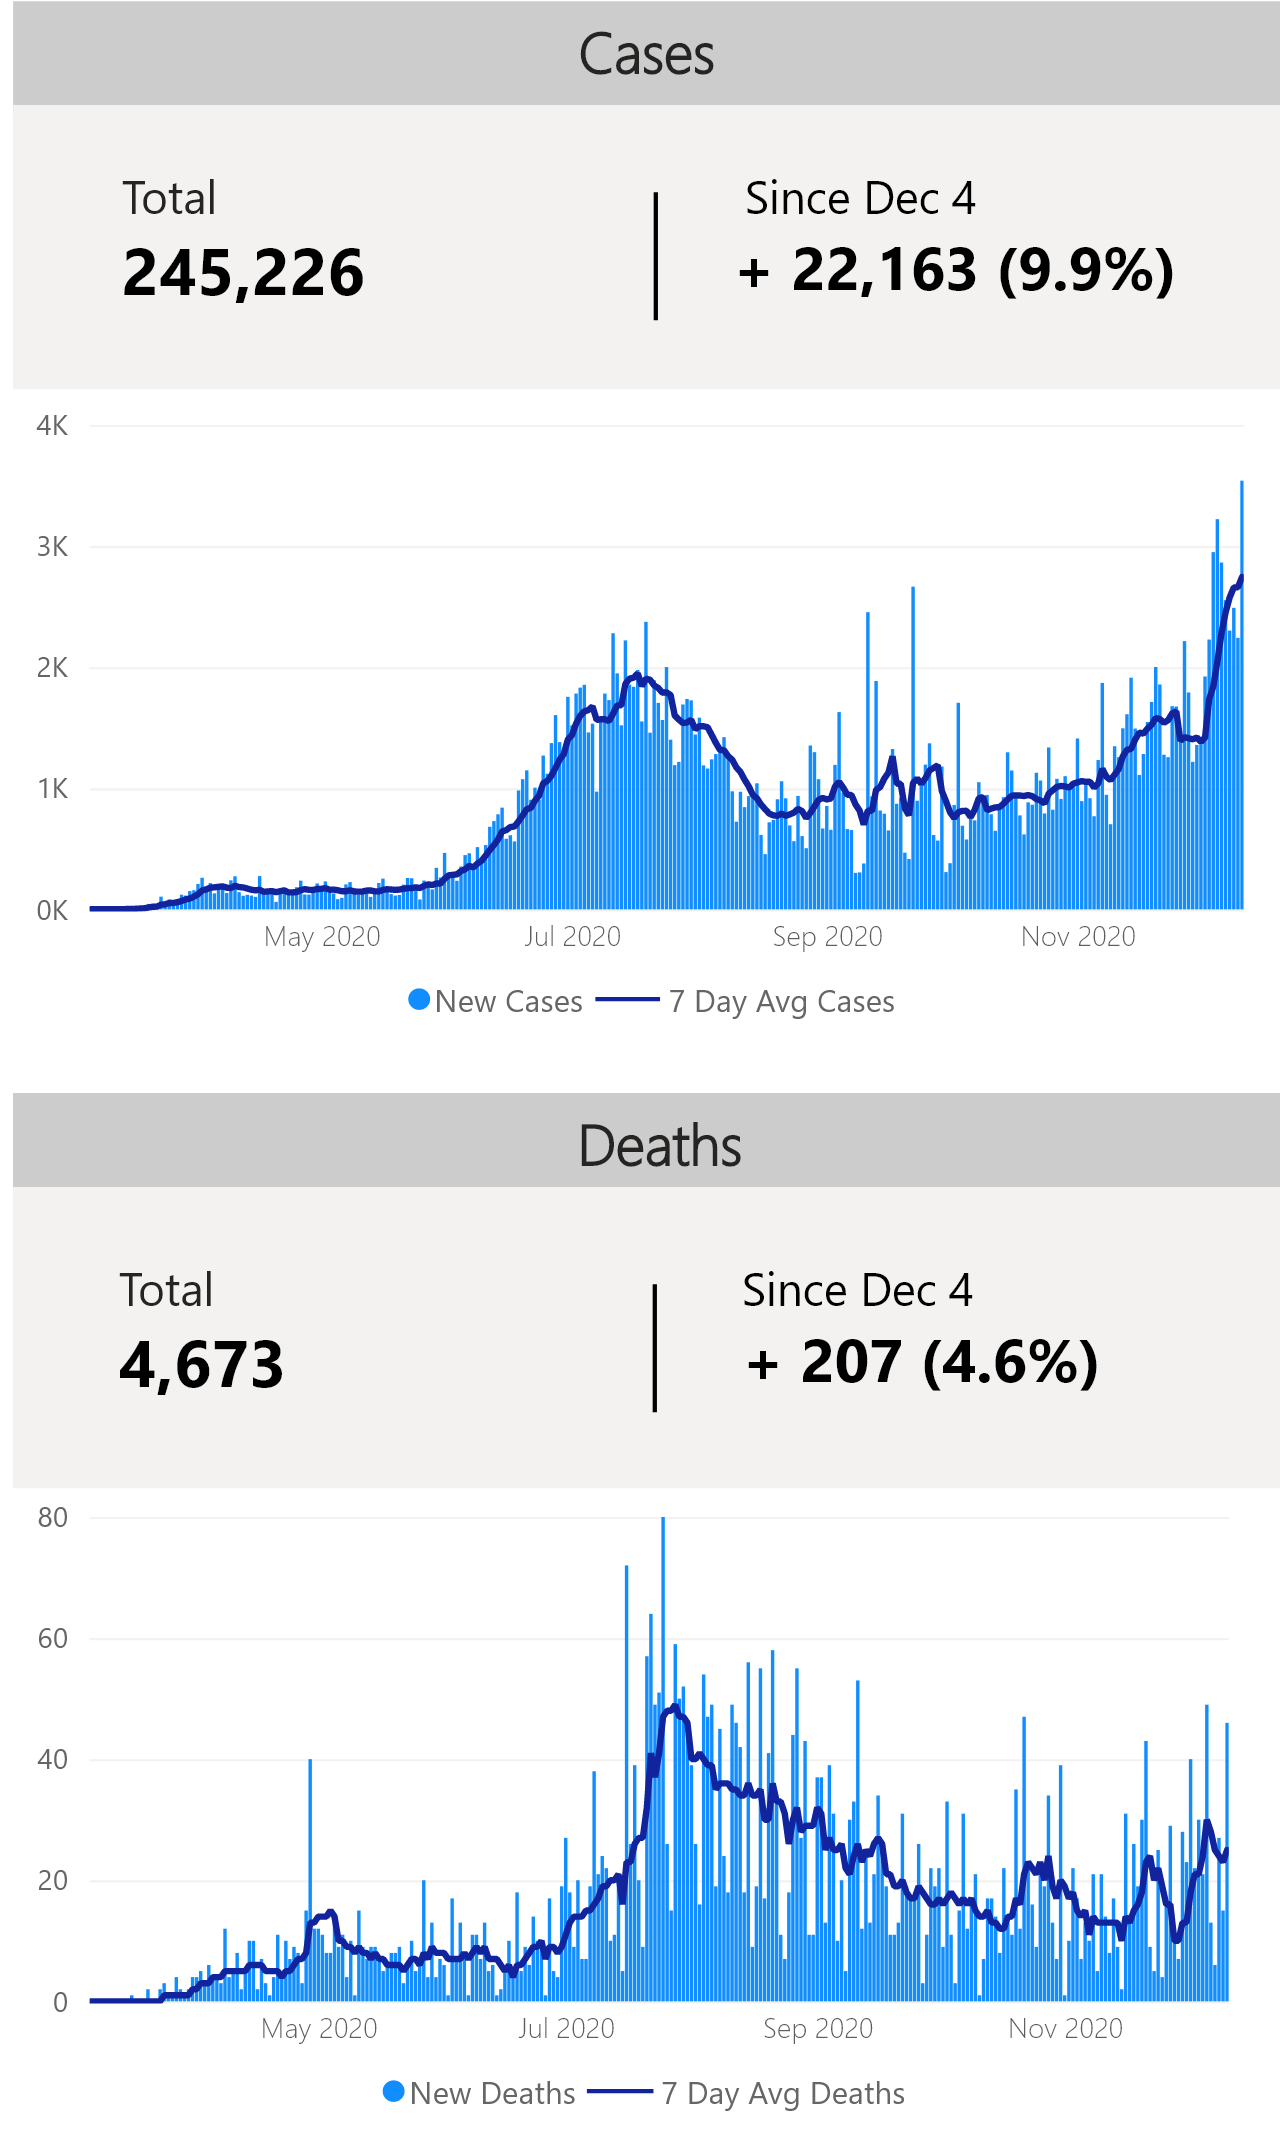 Cases
Total
Since Dec 4
245,226
+ 22,163 (9.9%)
4K
3K
2K
1K
0K
May 2020
Jul 2020
Sep 2020
Nov 2020
New Cases
7 Day Avg Cases
Deaths
Total
Since Dec 4
4,673
+ 207 (4.6%)
80
60
40
20
0
May 2020
Jul 2020
Sep 2020
Nov 2020
New Deaths
7 Day Avg Deaths